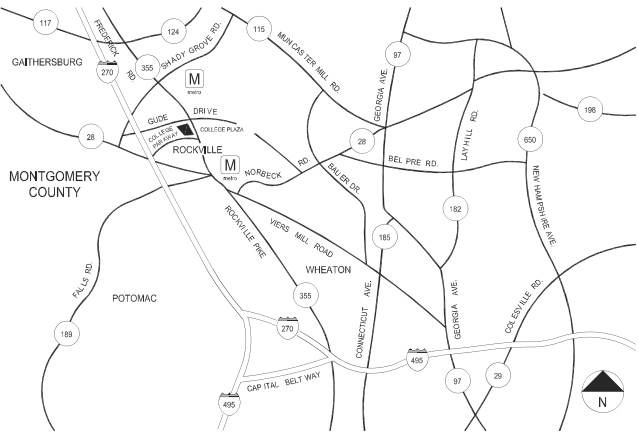 117
FREDERICK RD.
124
SHADY GROVE RD.
115
MUNCASTER MILL RD.
97
GEORGIA AVE.
GAITHERSBURG
270
355
M
metro
LAYHILL RD.
198
GUDE DRIVE
COLLEGE PARKWAY
COLLEGE PLAZA
28
28
650
ROCKVILLE
M
metro
NORBECK RD.
BAUER DR.
BEL PRE RD.
NEW HAMPSHIRE AVE.
MONTGOMERY
COUNTY
182
ROCKVILLE PIKE
VIERS MILL ROAD
185
WHEATON
FALLS RD.
POTOMAC
355
CONNECTICUT AVE.
GEORGIA AVE.
COLESVILLE RD.
189
270
495
CAPITAL BELTWAY
97
29
495
N